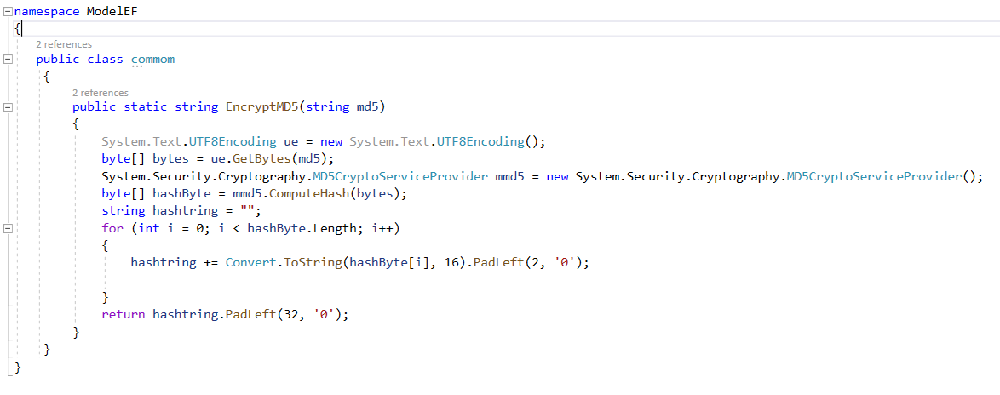 namespace ModelEF
{
2 references
public class commom
{
2 references
public static string EncryptMD5(string md5)
{
System.Text.UTF8Encoding ue = new System.Text.UTF8Encoding();
byte[] bytes = ue.GetBytes(md5);
System.Security.Cryptography.MD5CryptoServiceProvider mmd5 = new System.Security.Cryptography.MD5CryptoServiceProvider();
byte[] hashByte = mmd5.ComputeHash(bytes);
string hashtring = "";
for (int i = 0; i < hashByte.Length; i++)
{
hashtring += Convert.ToString(hashByte[i], 16).PadLeft(2, '0');
}
return hashtring.PadLeft(32, '0');
}
}
}